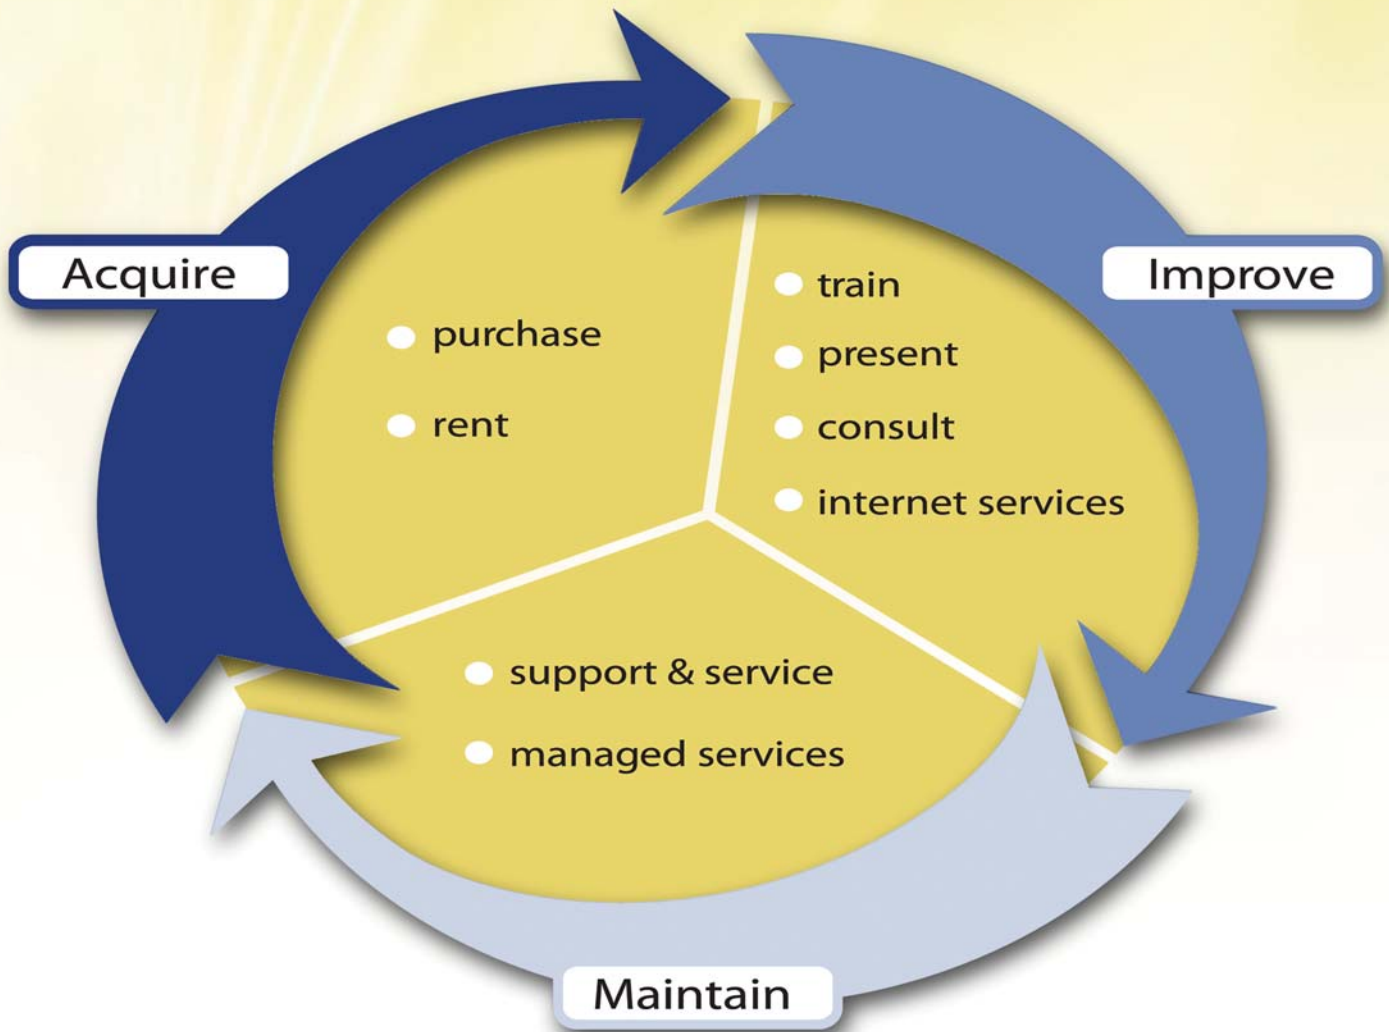 Acquire
purchase
rent
Improve
train
present
consult
internet services
support & service
managed services
Maintain